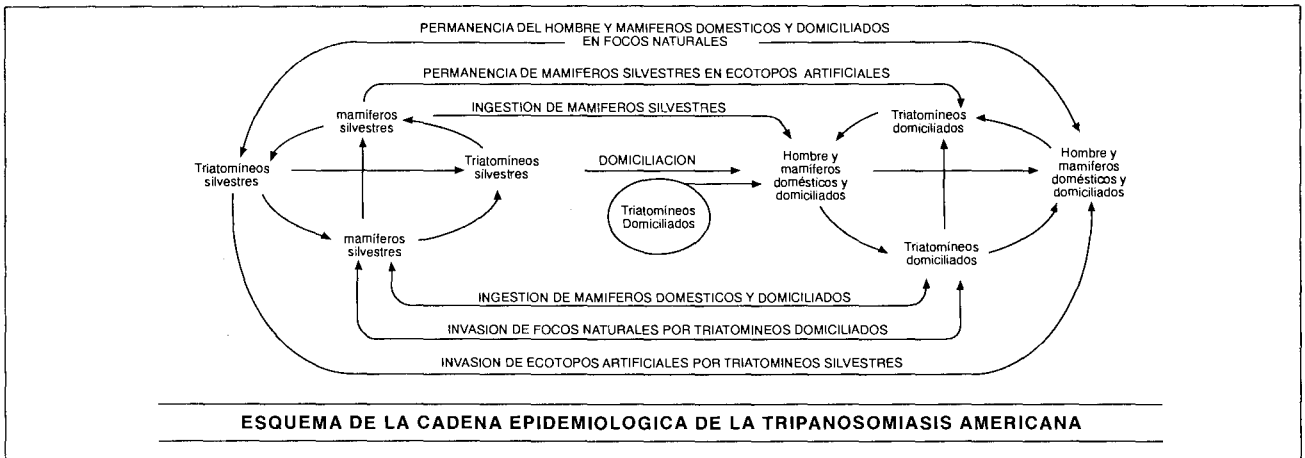 PERMANENCIA DEL HOMBRE Y MAMIFEROS DOMESTICOS Y DOMICILIADOS
EN FOCOS NATURALES
PERMANENCIA DE MAMIFEROS SILVESTRES EN ECOTOPOS ARTIFICIALES
INGESTION DE MAMIFEROS SILVESTRES
mamíferos
silvestres
Triatomíneos
silvestres
Triatomíneos
silvestres
mamíferos
silvestres
DOMICILIACION
Triatomíneos
Domiciliados
Hombre y
mamíferos
domésticos y
domiciliados
Triatomíneos
domiciliados
Hombre y
mamíferos
domésticos y
domiciliados
Triatomíneos
domiciliados
INGESTION DE MAMIFEROS DOMESTICOS Y DOMICILIADOS
INVASION DE FOCOS NATURALES POR TRIATOMINEOS DOMICILIADOS
INVASION DE ECOTOPOS ARTIFICIALES POR TRIATOMINEOS SILVESTRES
ESQUEMA DE LA CADENA EPIDEMIOLOGICA DE LA TRIPANOSOMIASIS AMERICANA